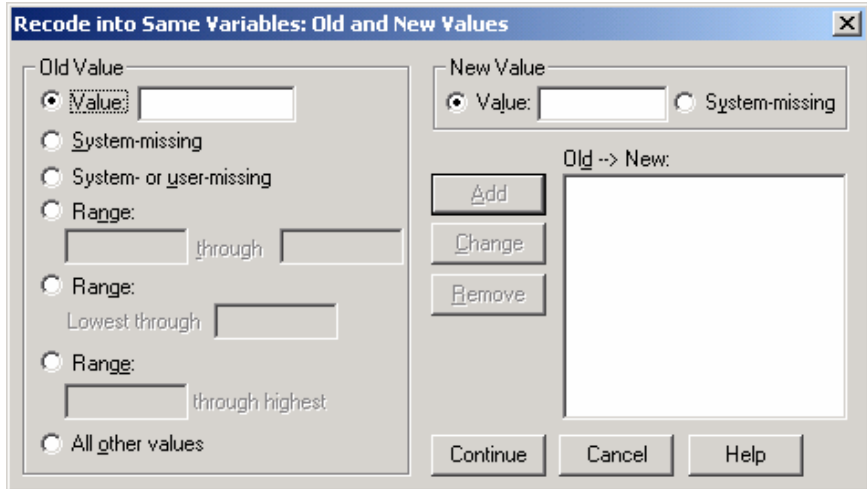 Recode into Same Variables: Old and New Values
Old Value
Value:
System-missing
System- or user-missing
Range:
through
Range:
Lowest through
Range:
through highest
All other values
New Value
Value:
System-missing
Old --> New:
Add
Change
Remove
Continue
Cancel
Help